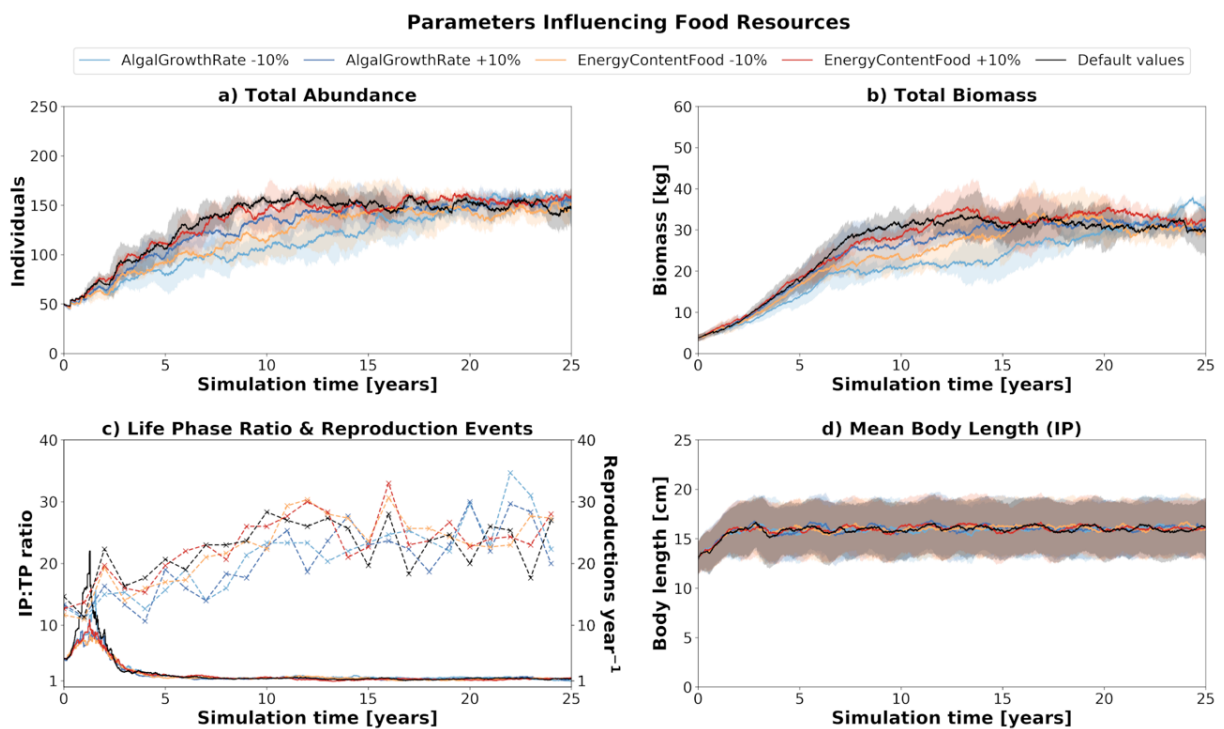 Parameters Influencing Food Resources
AlgalGrowthRate -10% AlgalGrowthRate +10% EnergyContentFood -10% EnergyContentFood +10% Default values
a) Total Abundance
250
200
150
100
50
0
Individuals
0 5 10 15 20 25
Simulation time [years]
b) Total Biomass
60
50
40
30
20
10
0
Biomass [kg]
0 5 10 15 20 25
Simulation time [years]
c) Life Phase Ratio & Reproduction Events
40
30
20
10
1
IP:TP ratio
40
30
20
10
1
Reproductions year⁻¹
0 5 10 15 20 25
Simulation time [years]
d) Mean Body Length (IP)
25
20
15
10
5
0
Body length [cm]
0 5 10 15 20 25
Simulation time [years]